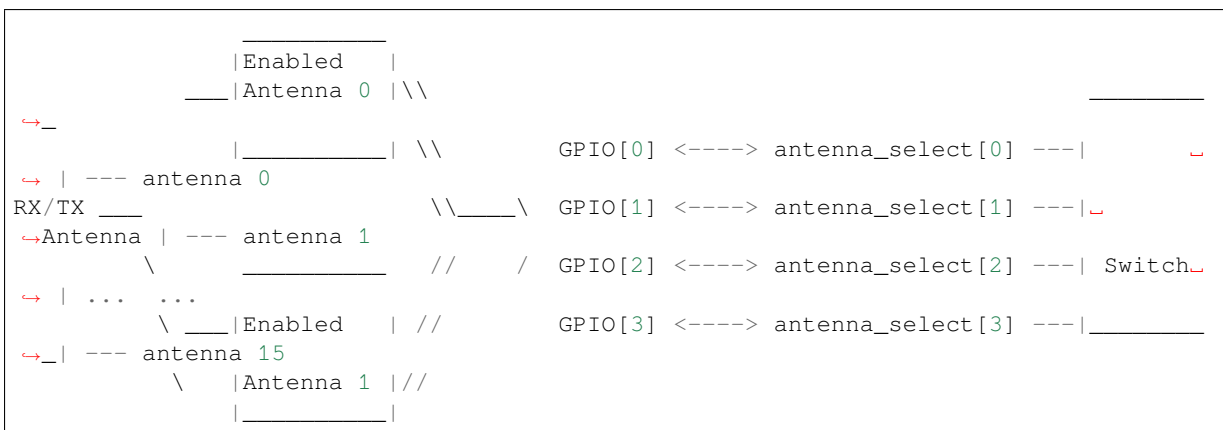 __________
               |Enabled   |
            ___|Antenna 0 |\\                                              ________
↪_
               |__________| \\       GPIO[0] <----> antenna_select[0] ---|        ␣
↪ | --- antenna 0
RX/TX ___                    \\____\  GPIO[1] <----> antenna_select[1] ---|␣
↪Antenna | --- antenna 1
         \      __________   //    /  GPIO[2] <----> antenna_select[2] ---| Switch␣
↪ | ...  ...
          \ ___|Enabled   | //        GPIO[3] <----> antenna_select[3] ---|________
↪_| --- antenna 15
           \   |Antenna 1 |//
               |__________|